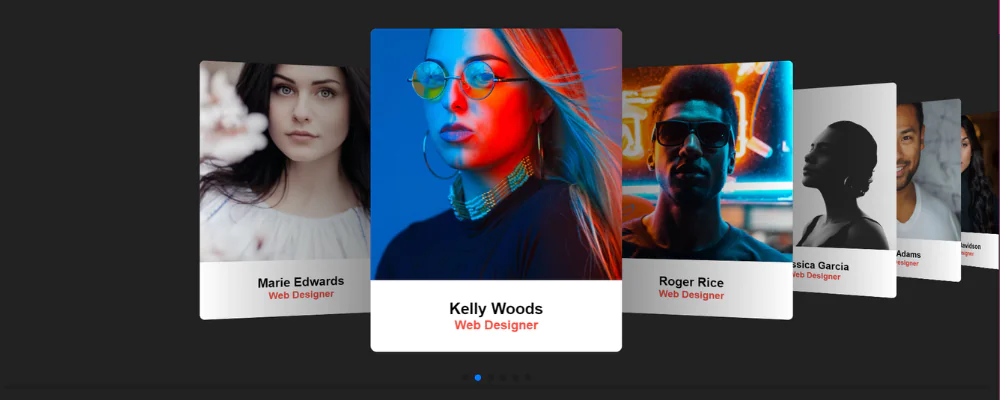 Marie Edwards
Web Designer
Kelly Woods
Web Designer
Roger Rice
Web Designer
ssica Garcia
Web Designer
Adams
esigner
avidson
signer